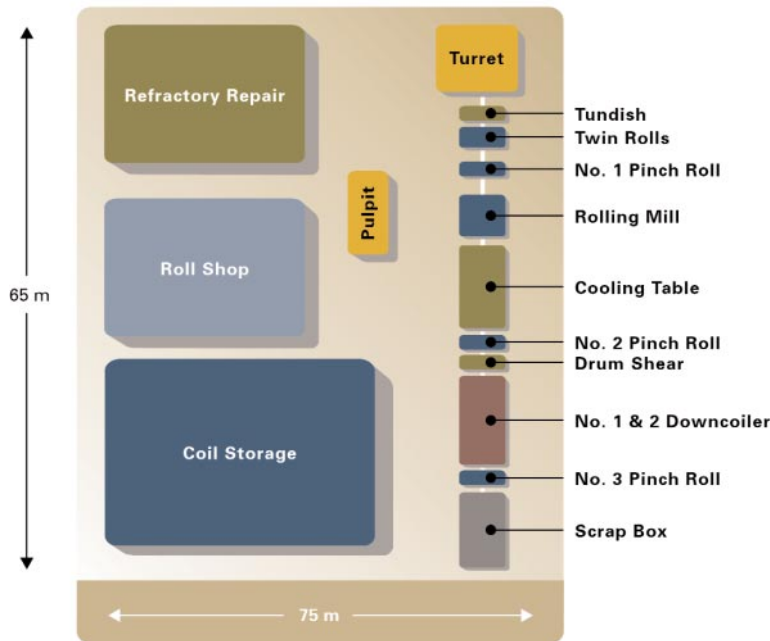 Turret
Refractory Repair
Tundish
Twin Rolls
No. 1 Pinch Roll
Pulpit
Rolling Mill
Roll Shop
Cooling Table
65 m
No. 2 Pinch Roll
Drum Shear
No. 1 & 2 Downcoiler
Coil Storage
No. 3 Pinch Roll
Scrap Box
75 m